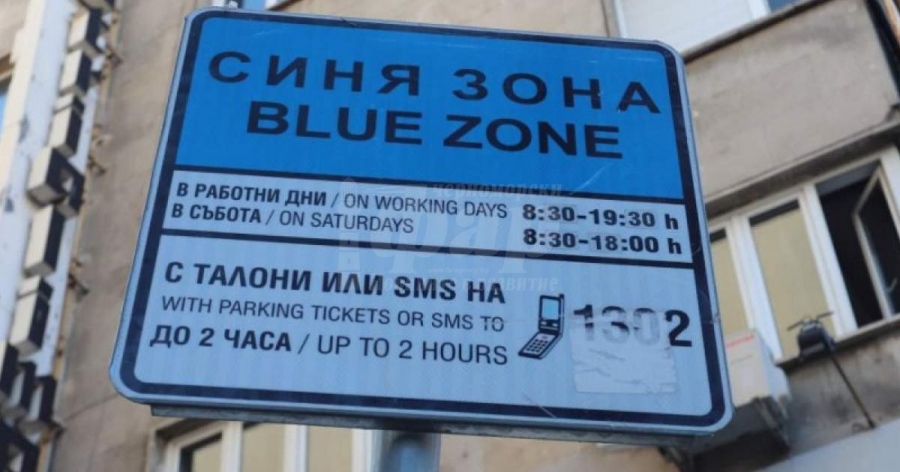 СИНЯ ЗОНА
BLUE ZONE
В РАБОТНИ ДНИ / ON WORKING DAYS 8:30-19:30 h
В СЪБОТА / ON SATURDAYS 8:30-18:00 h
С ТАЛОНИ ИЛИ SMS НА
WITH PARKING TICKETS OR SMS TO 1302
ДО 2 ЧАСА / UP TO 2 HOURS
ЧЕРНОМОРСКИ
фар